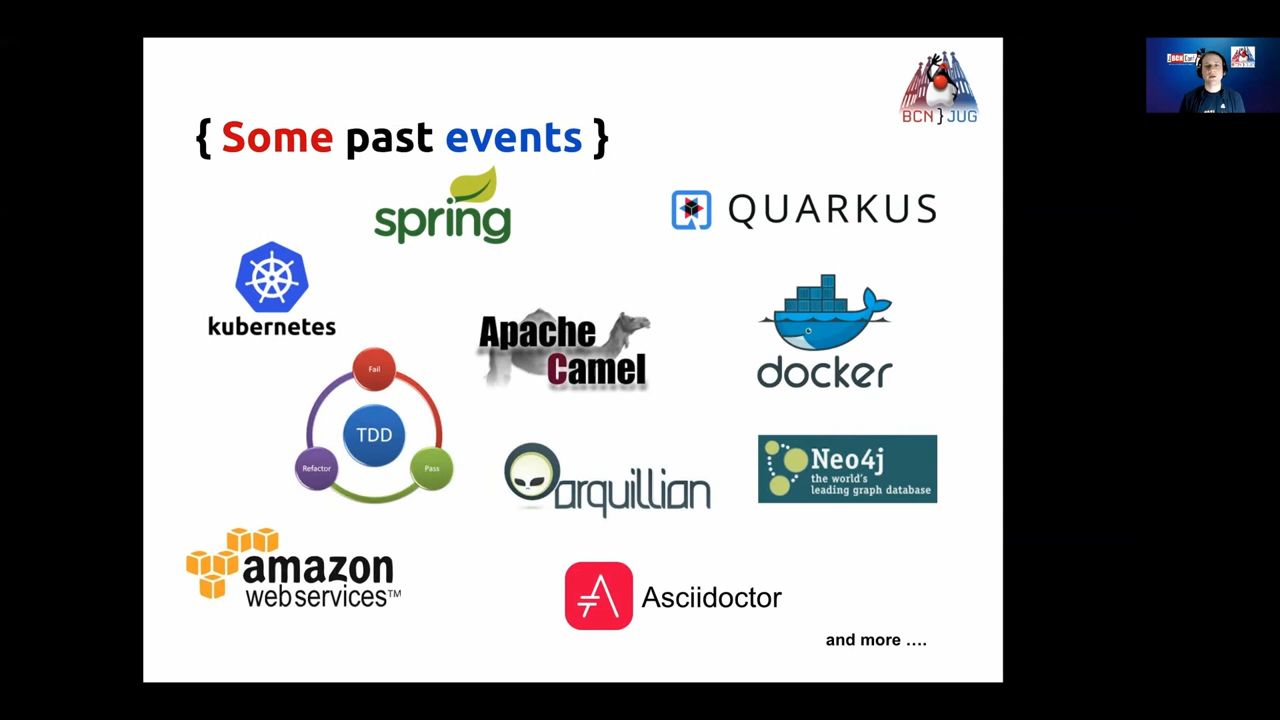 BCN } JUG
{ Some past events }
spring
QUARKUS
kubernetes
Apache
Camel
docker
Fail
TDD
Refactor
Pass
arquillian
Neo4j
the world's
leading graph database
amazon
webservices™
Asciidoctor
and more ....